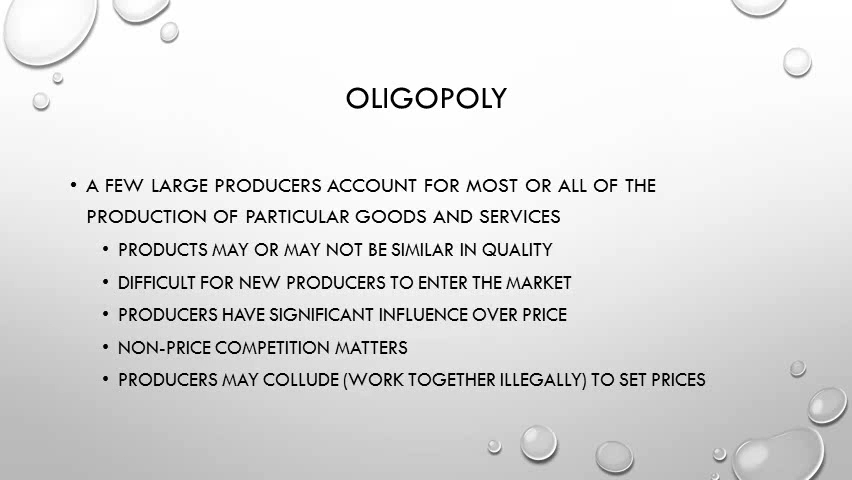 OLIGOPOLY
• A FEW LARGE PRODUCERS ACCOUNT FOR MOST OR ALL OF THE
PRODUCTION OF PARTICULAR GOODS AND SERVICES
• PRODUCTS MAY OR MAY NOT BE SIMILAR IN QUALITY
• DIFFICULT FOR NEW PRODUCERS TO ENTER THE MARKET
• PRODUCERS HAVE SIGNIFICANT INFLUENCE OVER PRICE
• NON-PRICE COMPETITION MATTERS
• PRODUCERS MAY COLLUDE (WORK TOGETHER ILLEGALLY) TO SET PRICES